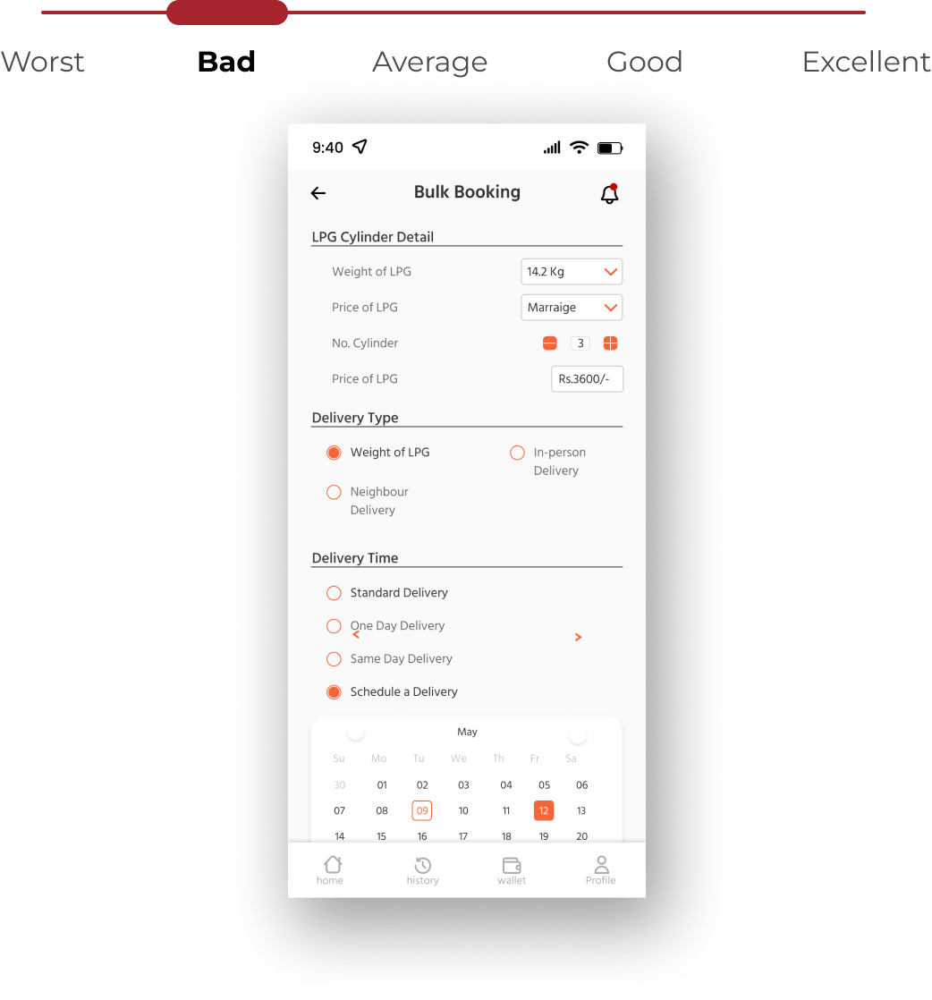 Worst Bad Average Good Excellent
9:40
Bulk Booking
LPG Cylinder Detail
Weight of LPG 14.2 Kg
Price of LPG Marraige
No. Cylinder 3
Price of LPG Rs.3600/-
Delivery Type
Weight of LPG In-person
Delivery
Neighbour
Delivery
Delivery Time
Standard Delivery
One Day Delivery
< >
Same Day Delivery
Schedule a Delivery
May
Su Mo Tu We Th Fr Sa
30 01 02 03 04 05 06
07 08 09 10 11 12 13
14 15 16 17 18 19 20
home history wallet Profile